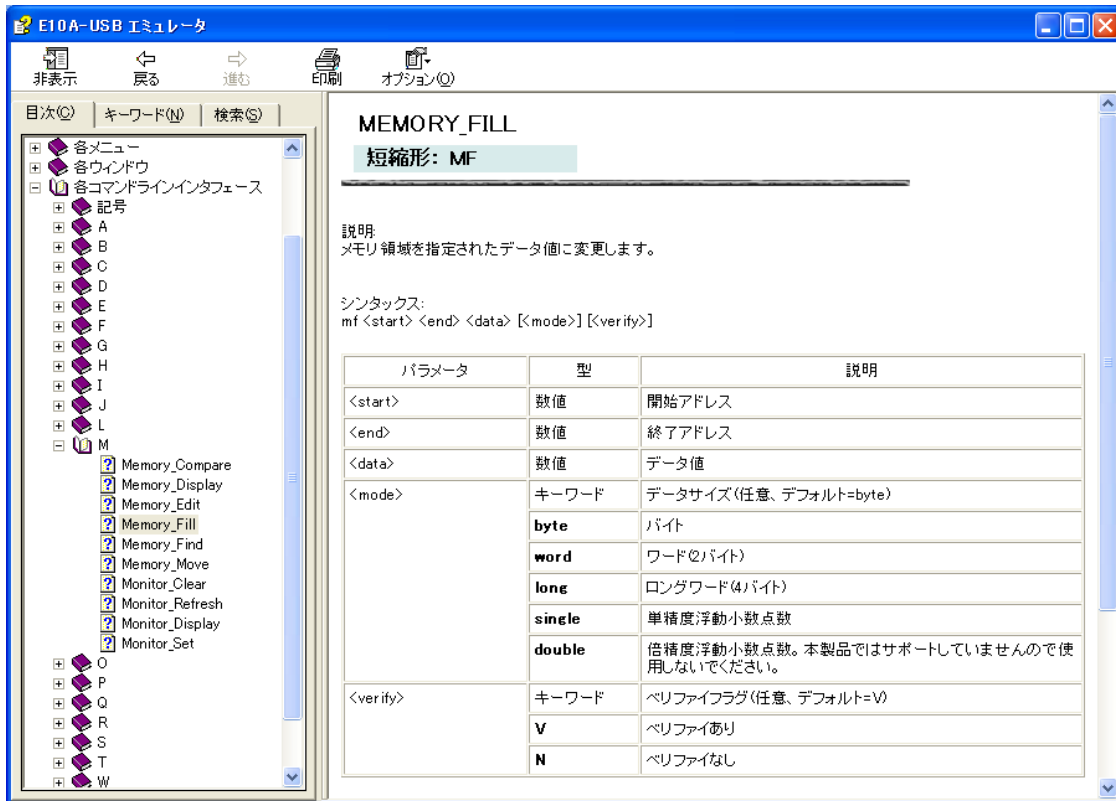 E10A-USB エミュレータ
非表示 戻る 進む 印刷 オプション(O)
目次(C) キーワード(N) 検索(S)
各メニュー
各ウィンドウ
各コマンドラインインタフェース
記号
A
B
C
D
E
F
G
H
I
J
L
M
Memory_Compare
Memory_Display
Memory_Edit
Memory_Fill
Memory_Find
Memory_Move
Monitor_Clear
Monitor_Refresh
Monitor_Display
Monitor_Set
O
P
Q
R
S
T
W
MEMORY_FILL
短縮形: MF
説明:
メモリ領域を指定されたデータ値に変更します。
シンタックス:
mf <start> <end> <data> [<mode>] [<verify>]
パラメータ 型 説明
<start> 数値 開始アドレス
<end> 数値 終了アドレス
<data> 数値 データ値
<mode> キーワード データサイズ(任意、デフォルト=byte)
byte バイト
word ワード(2バイト)
long ロングワード(4バイト)
single 単精度浮動小数点数
double 倍精度浮動小数点数。本製品ではサポートしていませんので使
用しないでください。
<verify> キーワード ベリファイフラグ(任意、デフォルト=V)
V ベリファイあり
N ベリファイなし